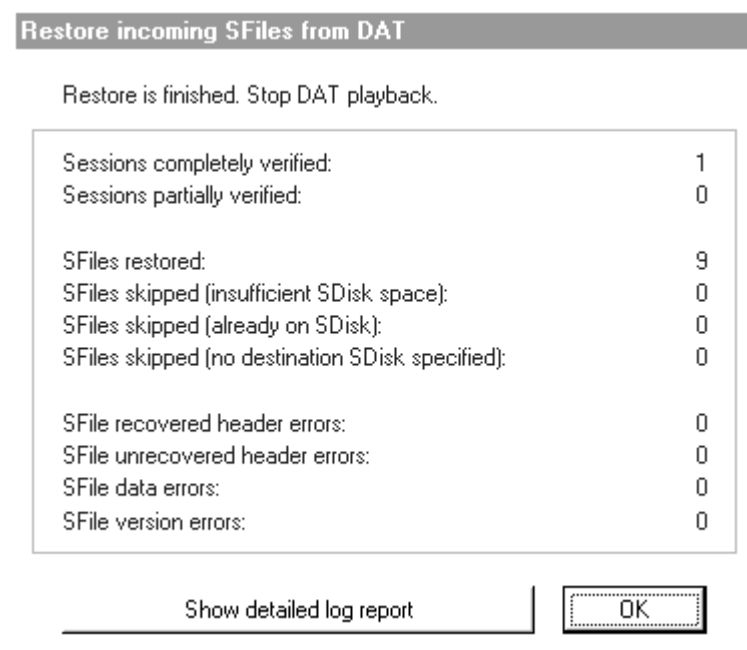 Restore incoming SFiles from DAT
Restore is finished. Stop DAT playback.
Sessions completely verified: 1
Sessions partially verified: 0
SFiles restored: 9
SFiles skipped (insufficient SDisk space): 0
SFiles skipped (already on SDisk): 0
SFiles skipped (no destination SDisk specified): 0
SFile recovered header errors: 0
SFile unrecovered header errors: 0
SFile data errors: 0
SFile version errors: 0
Show detailed log report OK